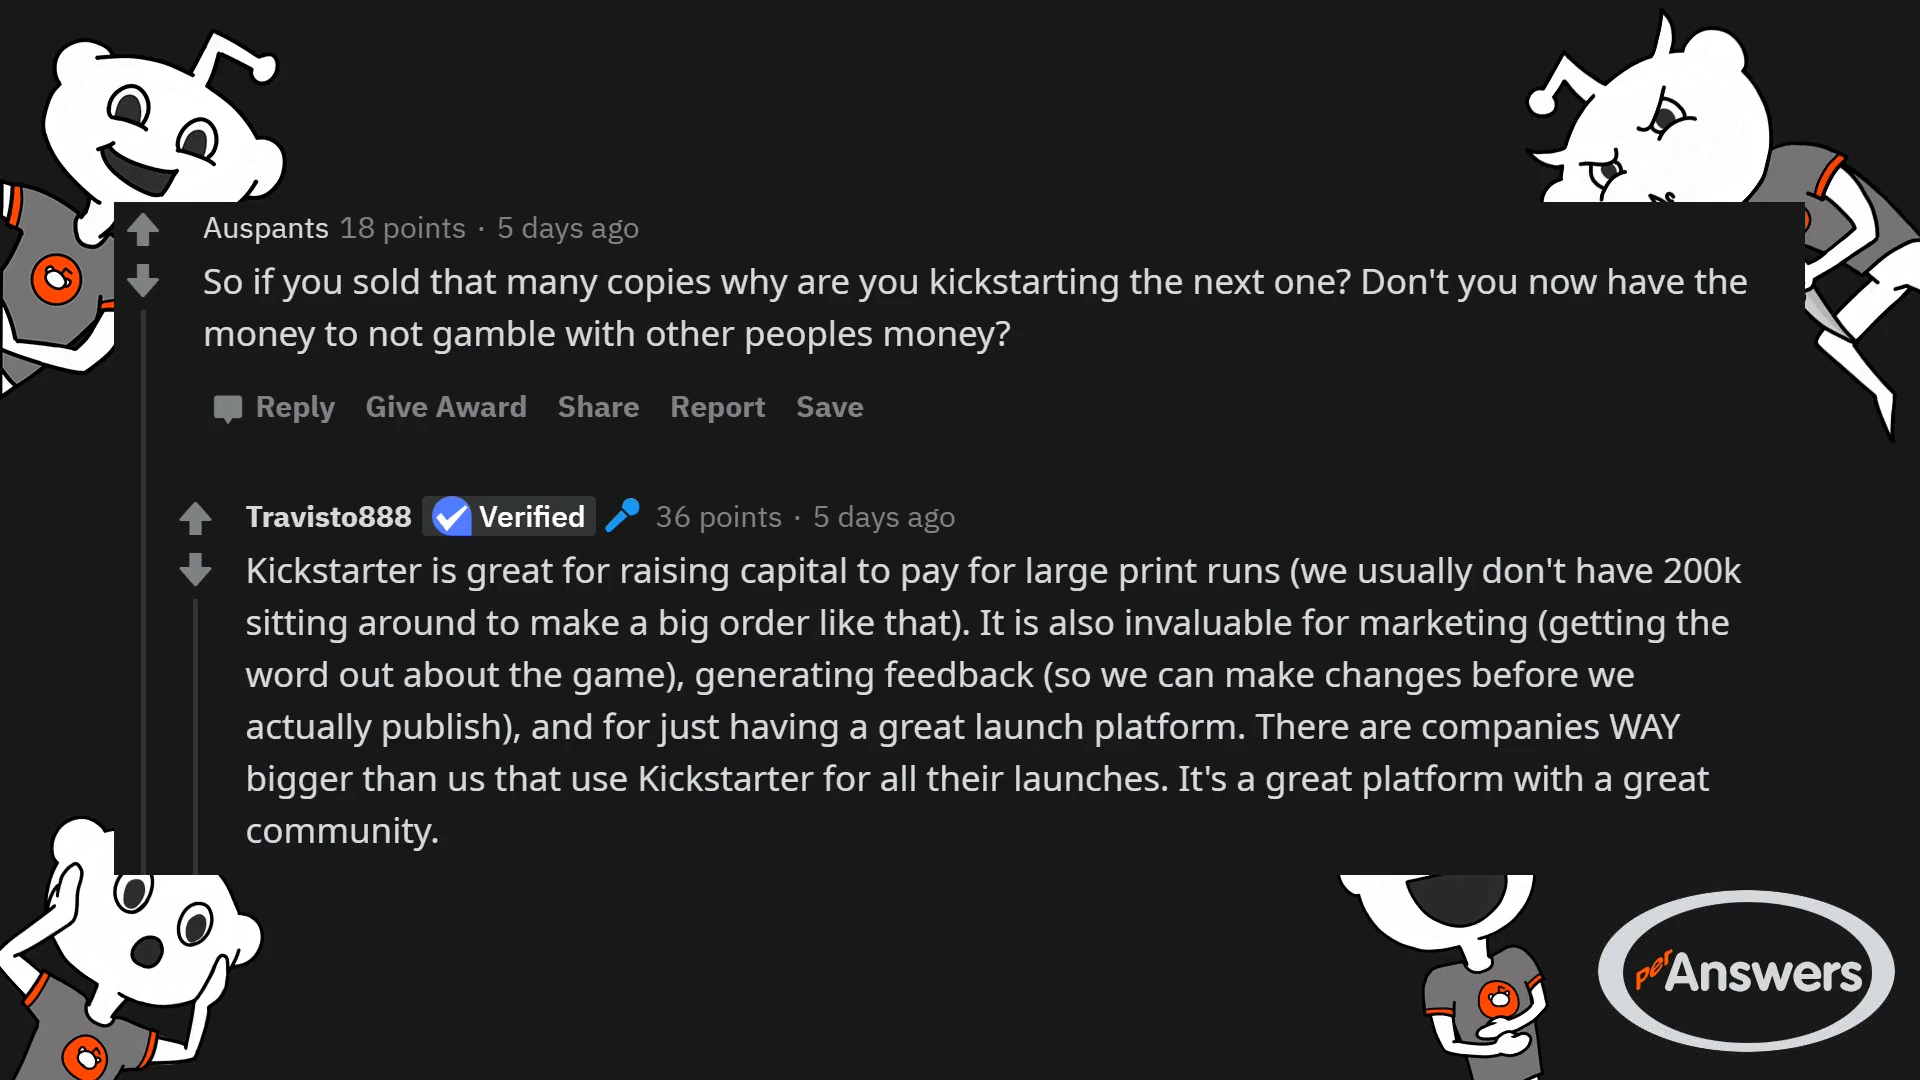 Auspants 18 points · 5 days ago
So if you sold that many copies why are you kickstarting the next one? Don't you now have the
money to not gamble with other peoples money?
Reply Give Award Share Report Save
Travisto888 Verified 36 points · 5 days ago
Kickstarter is great for raising capital to pay for large print runs (we usually don't have 200k
sitting around to make a big order like that). It is also invaluable for marketing (getting the
word out about the game), generating feedback (so we can make changes before we
actually publish), and for just having a great launch platform. There are companies WAY
bigger than us that use Kickstarter for all their launches. It's a great platform with a great
community.
perAnswers